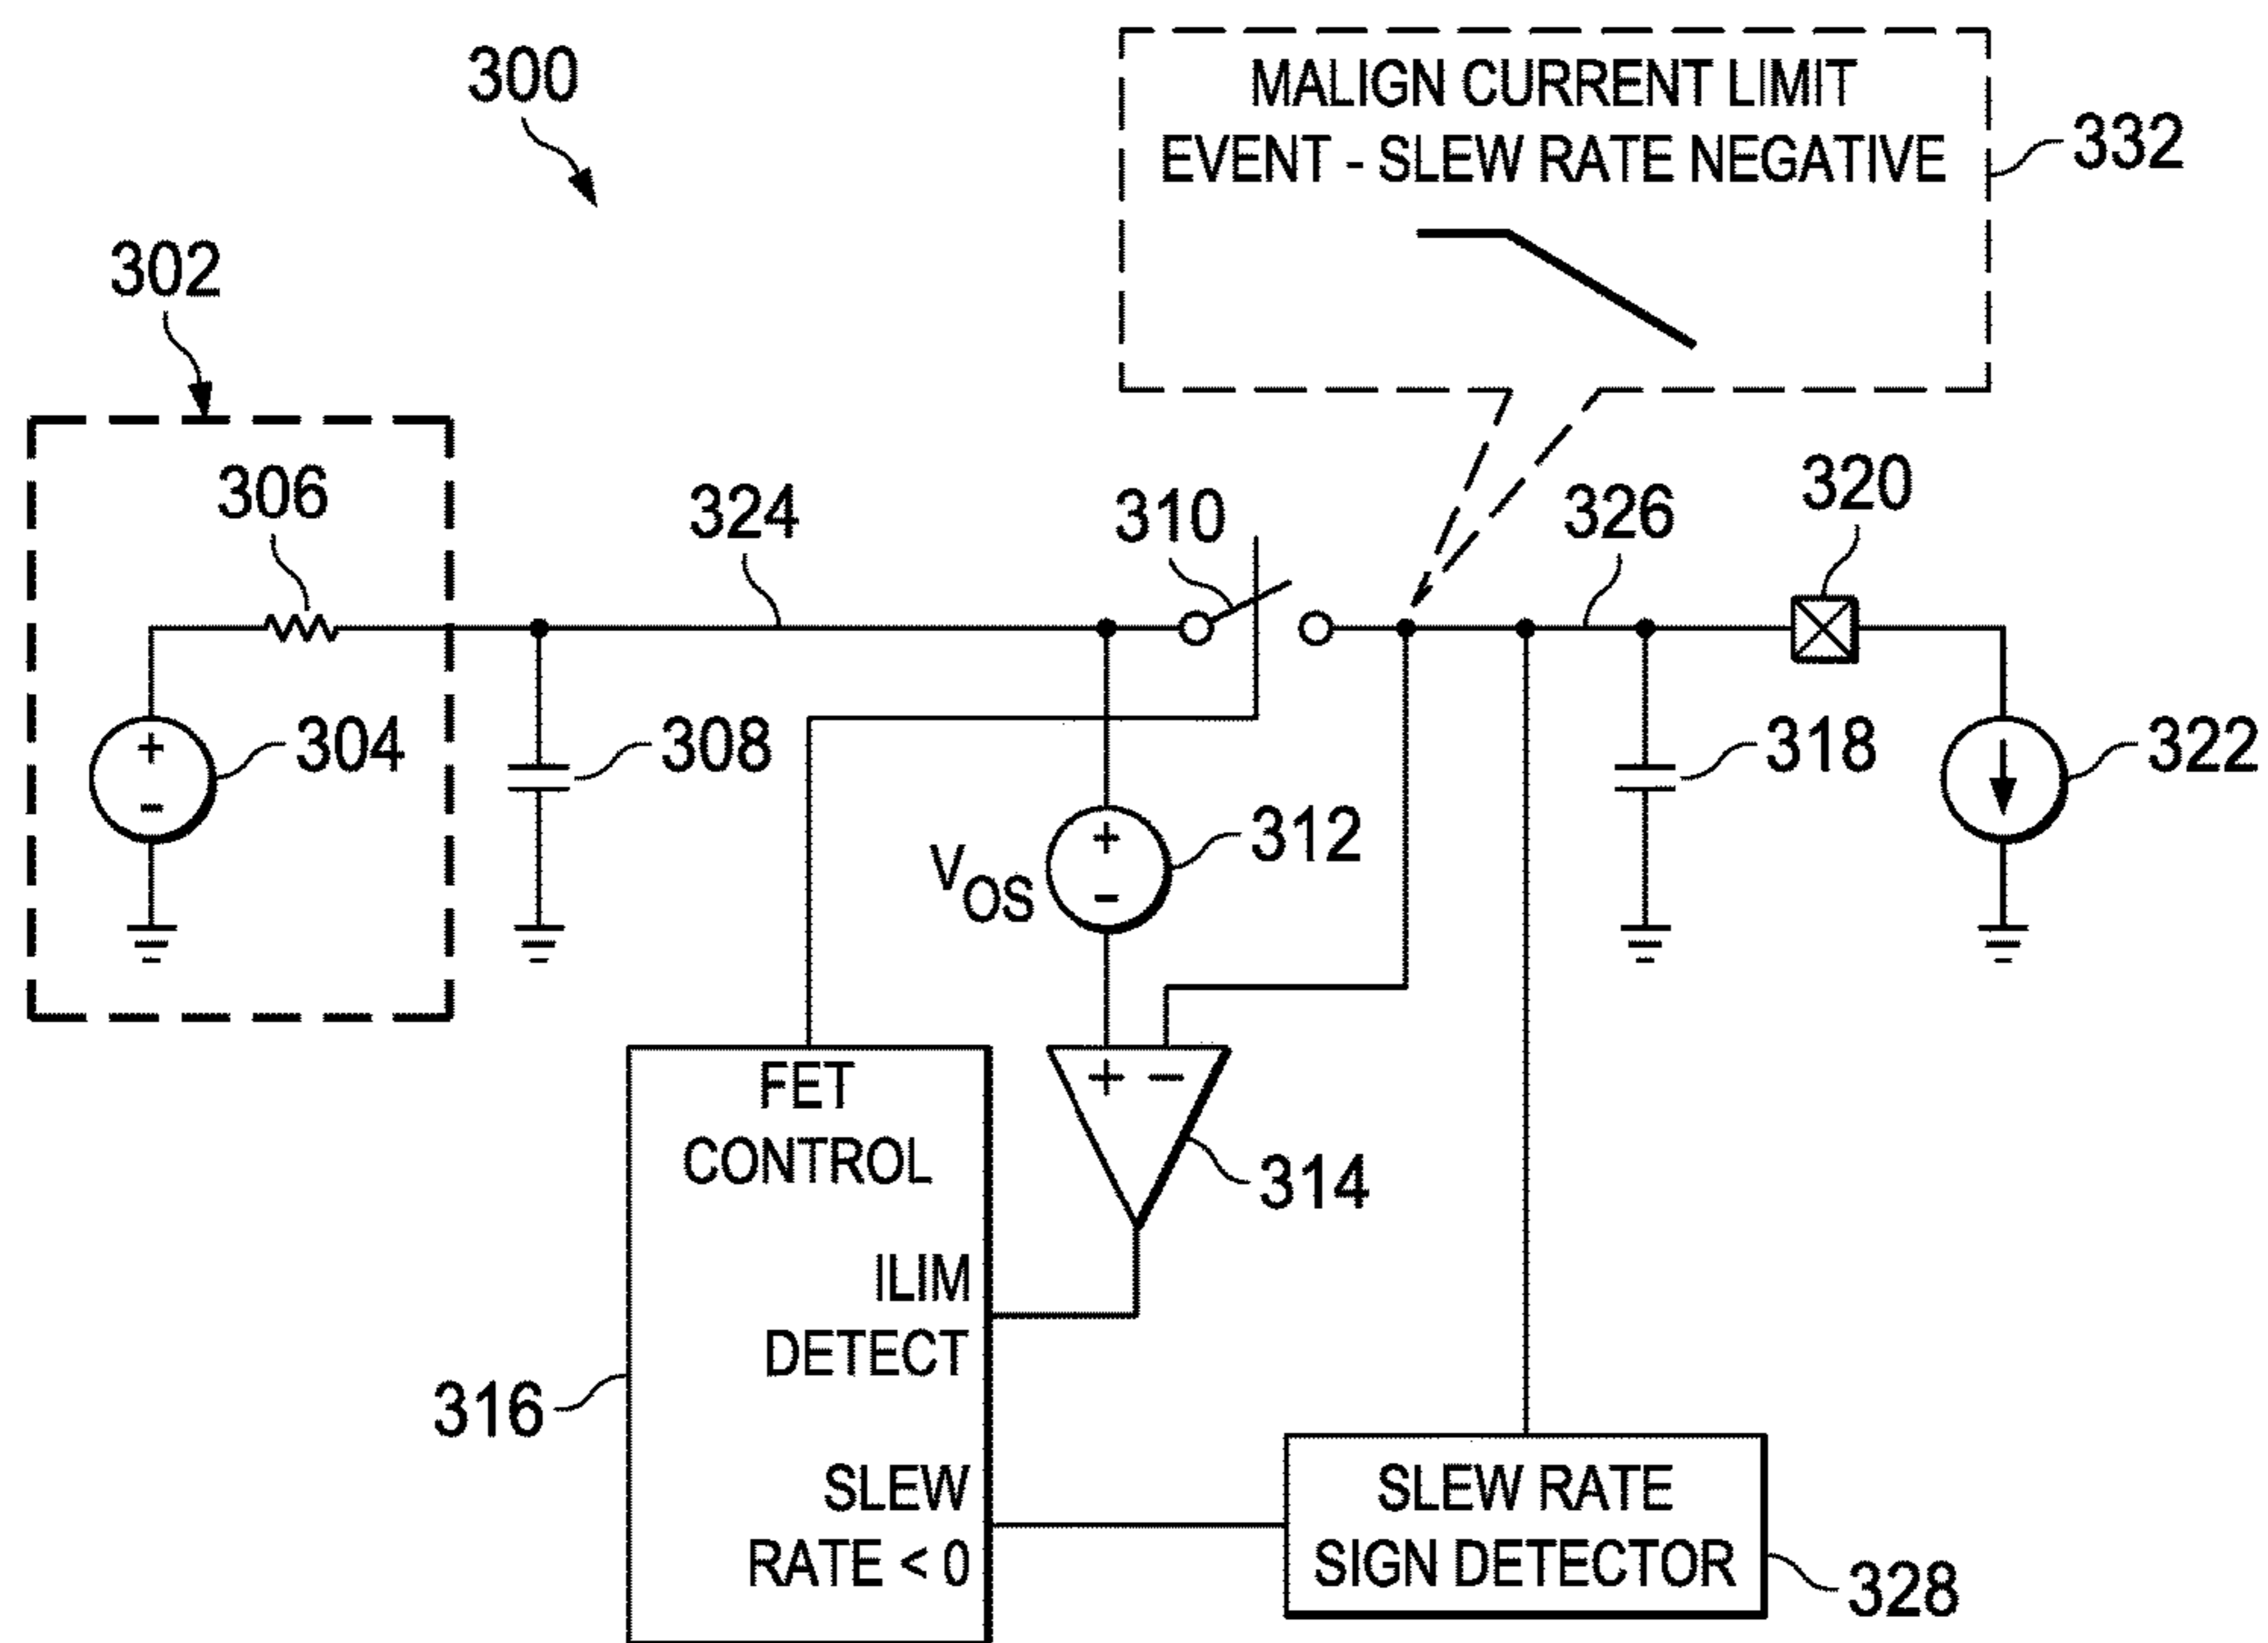 300
MALIGN CURRENT LIMIT
EVENT - SLEW RATE NEGATIVE
332
302
306
324
310
326
320
304
+
-
308
VOS
+
-
312
318
322
FET
CONTROL
+ -
314
ILIM
DETECT
316
SLEW
RATE < 0
SLEW RATE
SIGN DETECTOR
328